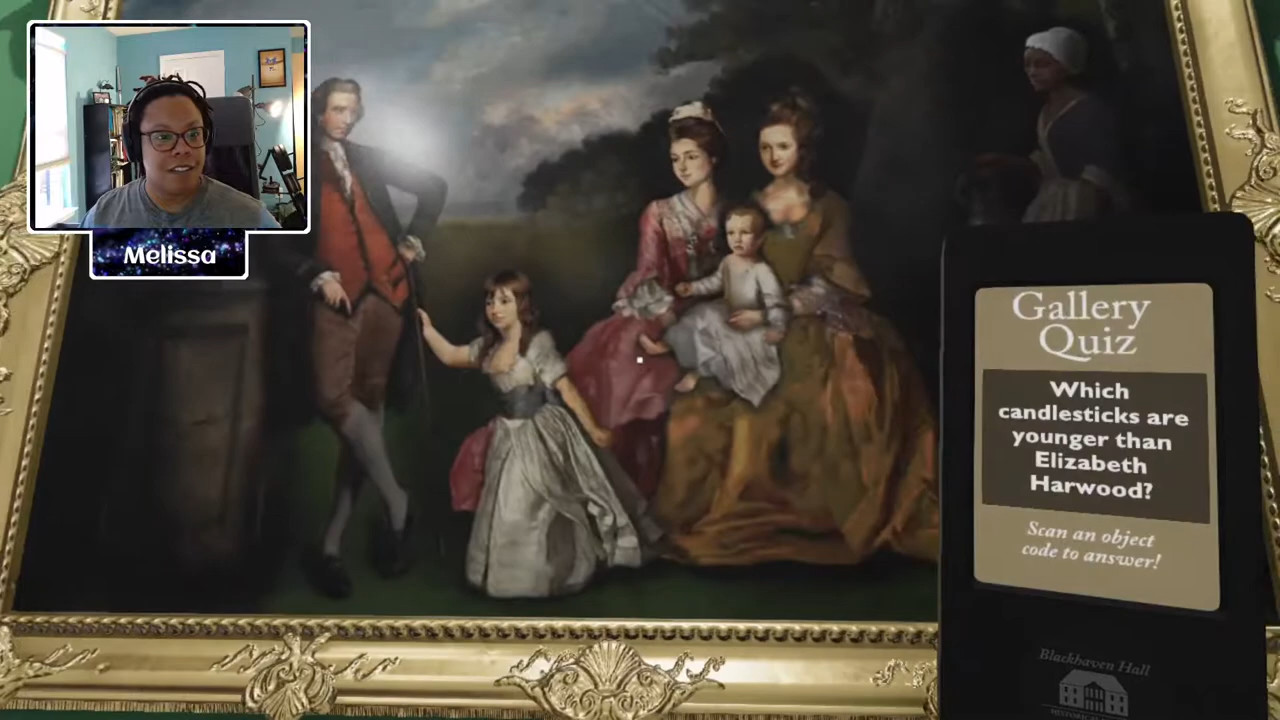 Melissa
Gallery
Quiz
Which
candlesticks are
younger than
Elizabeth
Harwood?
Scan an object
code to answer!
Blackhaven Hall